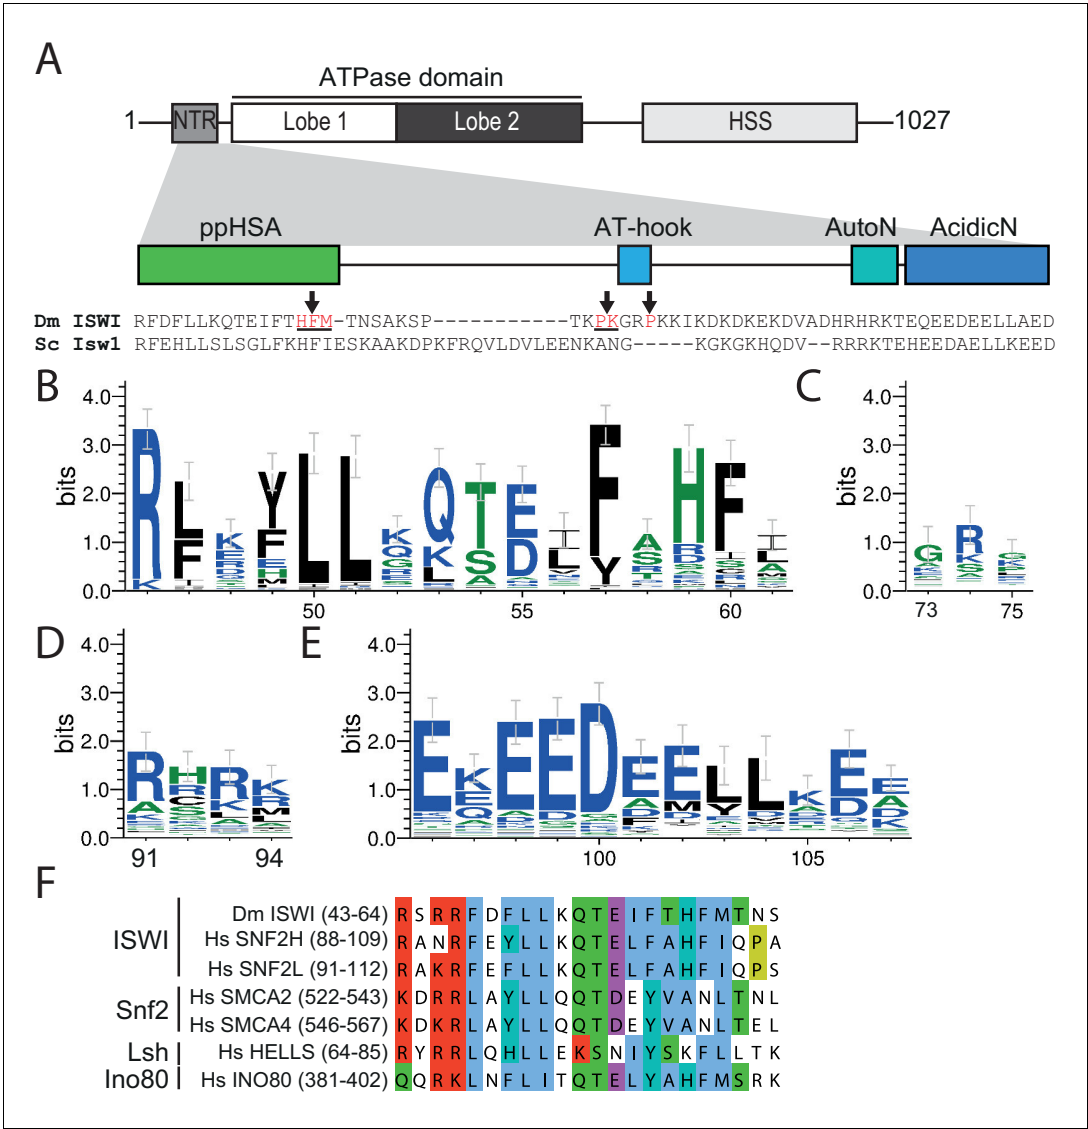 A
ATPase domain
1
NTR
Lobe 1
Lobe 2
HSS
1027
ppHSA
AT-hook
AutoN
AcidicN
Dm ISWI RFDFLLKQTEIFTHFM-TNSAKSP-----------TKPKGRPKKIKDKDKEKDVADHRHRKTEQEEDEELLAED
Sc Isw1 RFEHLLSLSGLFKHFIESKAAKDPKFRQVLDVLEENKANG-----KGKGKHQDV--RRRKTEHEEDAELLKEED
B
bits
4.0
3.0
2.0
1.0
0.0
R L K Y L L K Q T E I F A H F I
50 55 60
C
bits
4.0
3.0
2.0
1.0
0.0
G R G
73 75
D
bits
4.0
3.0
2.0
1.0
0.0
R H R K
91 94
E
bits
4.0
3.0
2.0
1.0
0.0
E K E E D E E L L K E E
100 105
F
ISWI
Dm ISWI (43-64) RSRRFDFLLKQTEIFTHFMTNS
Hs SNF2H (88-109) RANRFEYLLKQTELFAHFIQPA
Hs SNF2L (91-112) RAKRFEFLLKQTELFAHFIQPS
Snf2
Hs SMCA2 (522-543) KDRRLAYLLQQTDEYVANLTNL
Hs SMCA4 (546-567) KDKRLAYLLQQTDEYVANLTEL
Lsh
Hs HELLS (64-85) RYRRLQHLLEKSNIYSKFLLTK
Ino80
Hs INO80 (381-402) QQRKLNFLITQTELYAHFMSRK